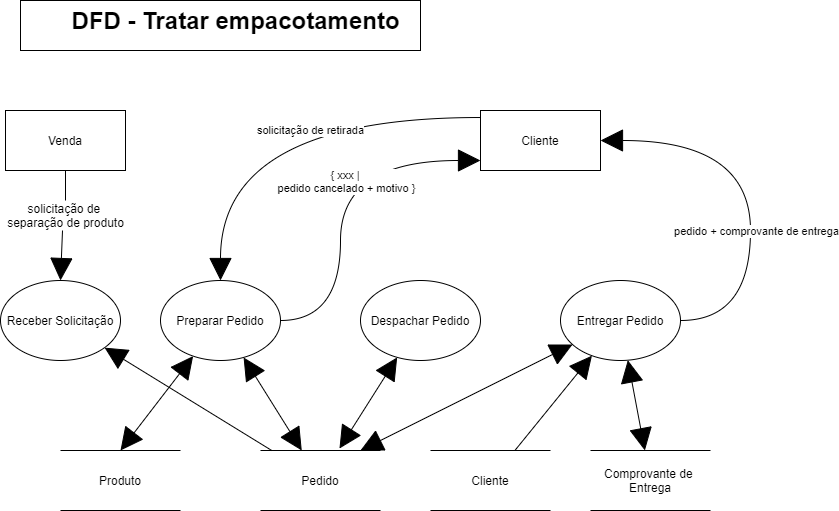 DFD - Tratar empacotamento
Venda
Cliente
solicitação de retirada
{ xxx |
pedido cancelado + motivo }
solicitação de
separação de produto
pedido + comprovante de entrega
Receber Solicitação
Preparar Pedido
Despachar Pedido
Entregar Pedido
Produto
Pedido
Cliente
Comprovante de
Entrega